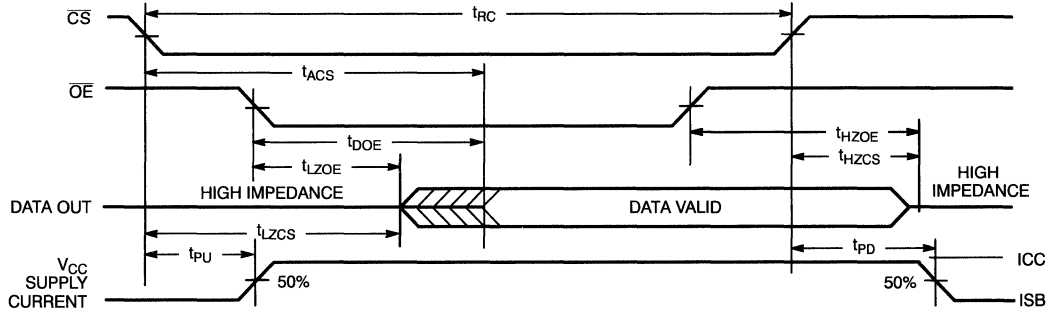 CS
tRC
tACS
OE
tDOE
tHZOE
tLZOE
tHZCS
HIGH IMPEDANCE
HIGH
IMPEDANCE
DATA OUT
DATA VALID
tLZCS
tPU
tPD
VCC
SUPPLY
CURRENT
50%
50%
ICC
ISB